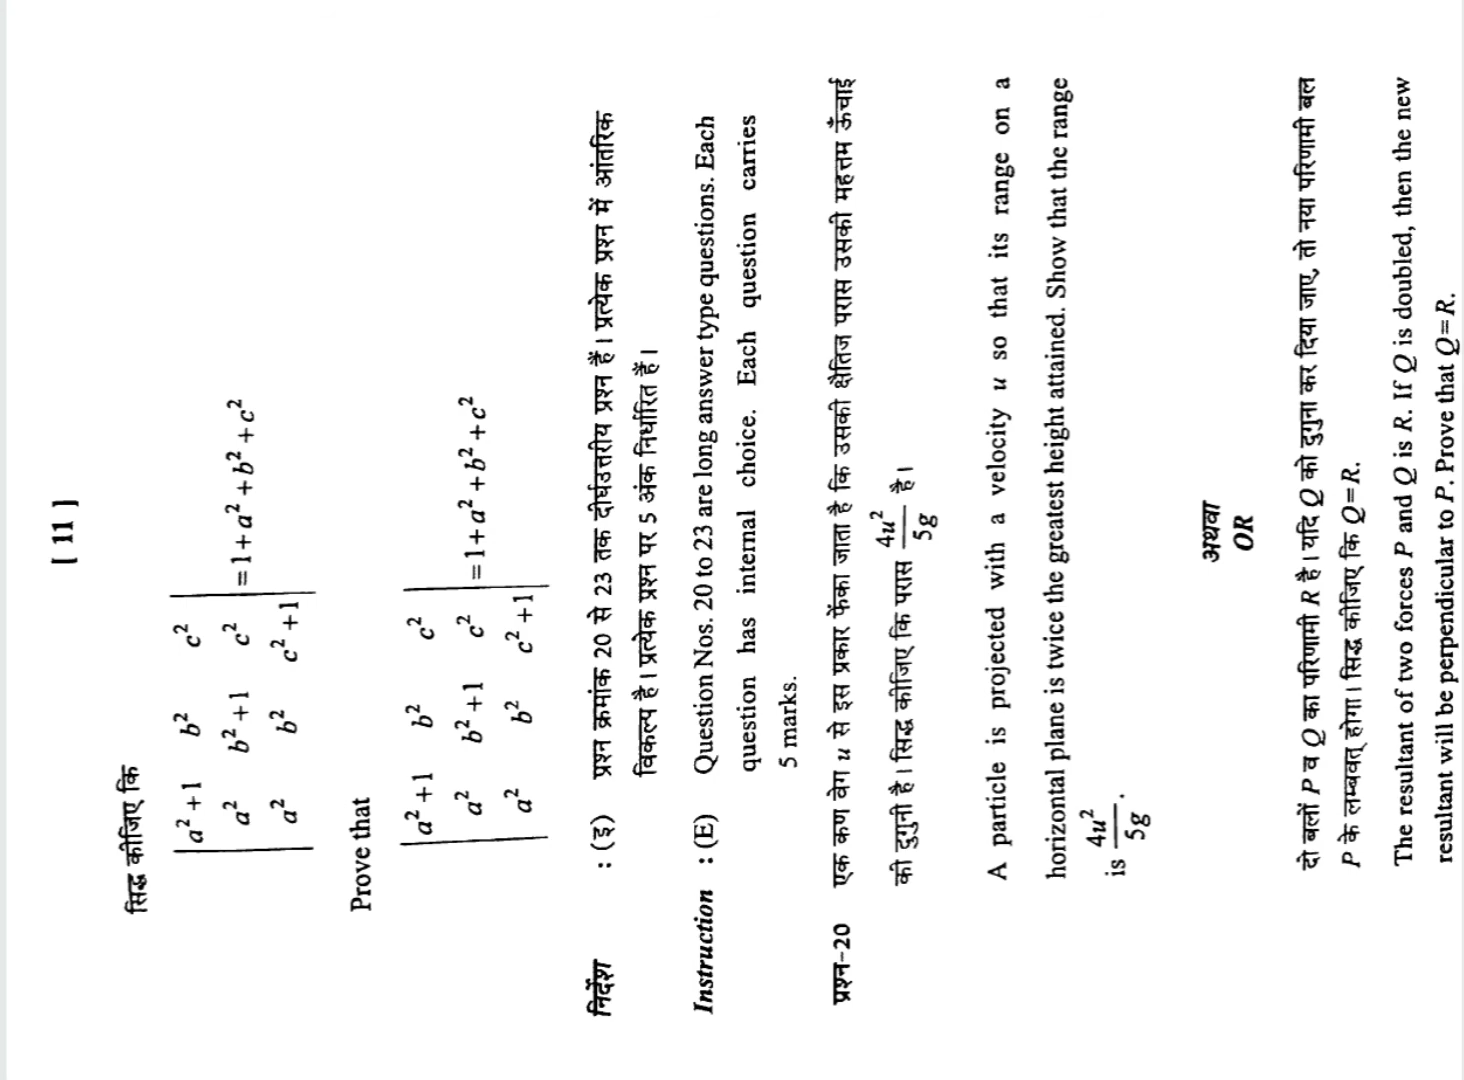 [ 11 ]
सिद्ध कीजिए कि
| a²+1 b² c² |
| a² b²+1 c² | = 1+a²+b²+c²
| a² b² c²+1 |
Prove that
| a²+1 b² c² |
| a² b²+1 c² | = 1+a²+b²+c²
| a² b² c²+1 |
निर्देश : (इ) प्रश्न क्रमांक 20 से 23 तक दीर्घउत्तरीय प्रश्न हैं। प्रत्येक प्रश्न में आंतरिक
विकल्प है। प्रत्येक प्रश्न पर 5 अंक निर्धारित हैं।
Instruction : (E) Question Nos. 20 to 23 are long answer type questions. Each
question has internal choice. Each question carries
5 marks.
प्रश्न-20 एक कण वेग u से इस प्रकार फेंका जाता है कि उसकी क्षैतिज परास उसकी महत्तम ऊँचाई
की दुगुनी है। सिद्ध कीजिए कि परास 4u²/5g है।
A particle is projected with a velocity u so that its range on a
horizontal plane is twice the greatest height attained. Show that the range
is 4u²/5g.
अथवा
OR
दो बलों P व Q का परिणामी R है। यदि Q को दुगुना कर दिया जाए, तो नया परिणामी बल
P के लम्बवत् होगा। सिद्ध कीजिए कि Q=R.
The resultant of two forces P and Q is R. If Q is doubled, then the new
resultant will be perpendicular to P. Prove that Q=R.